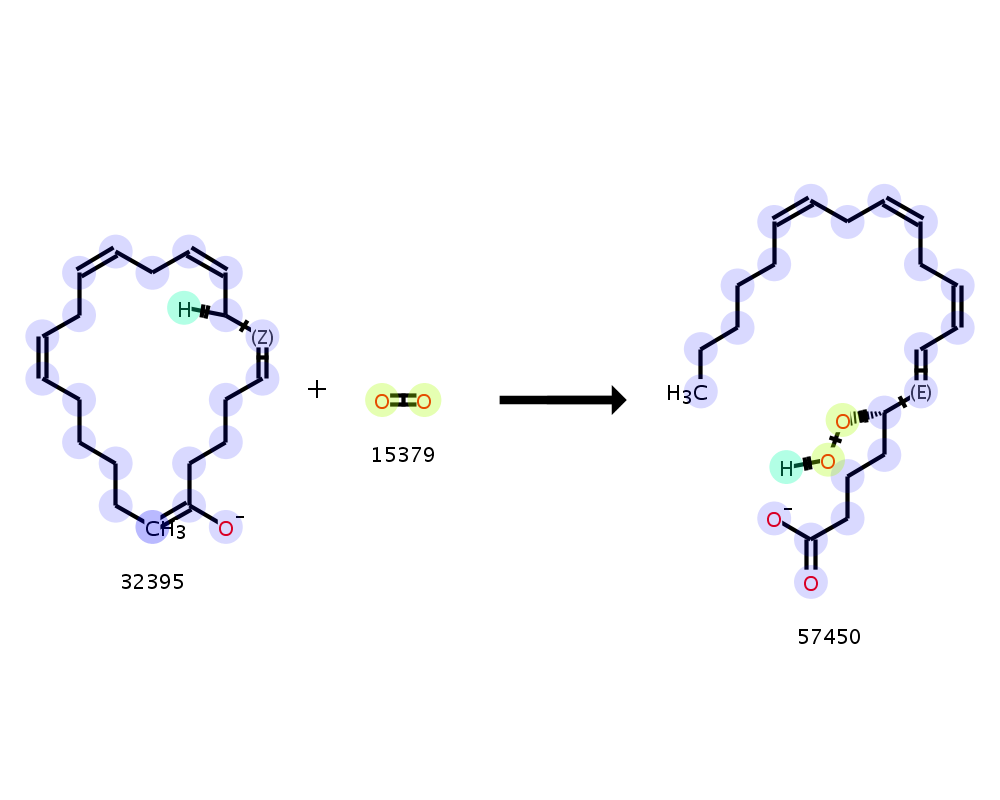 H
(Z)
CH3
O-
32395
+
O O
15379
H3C
(E)
O
H O
O-
O
57450